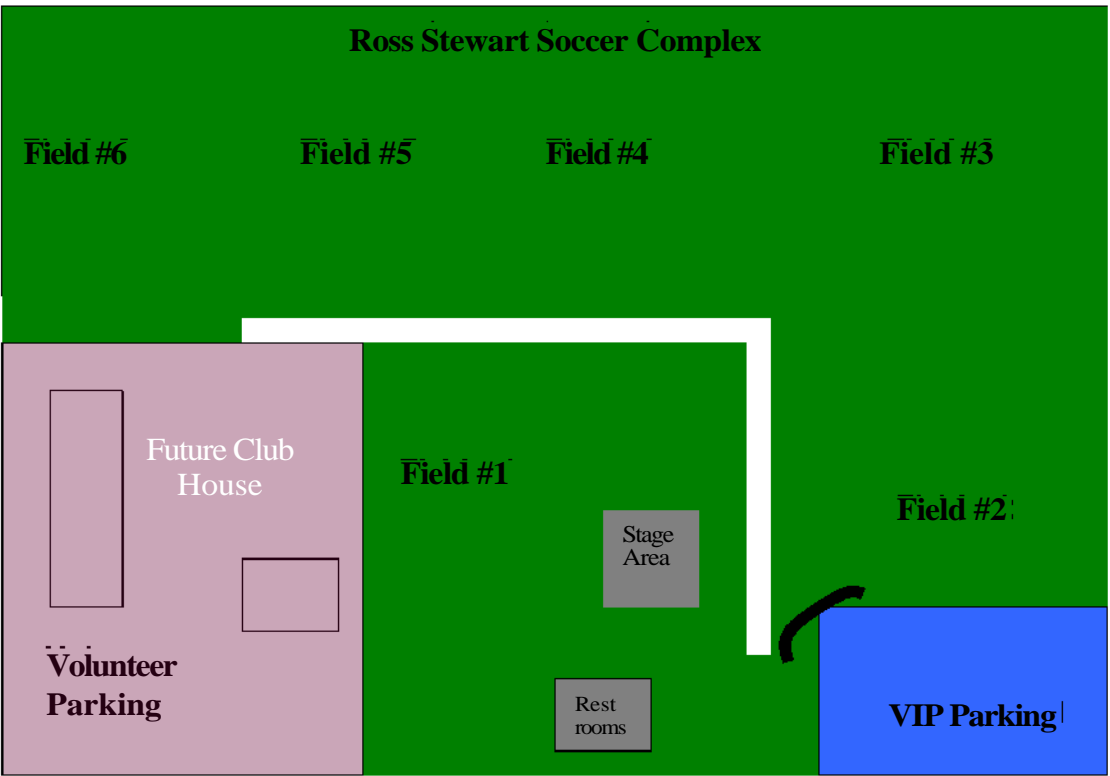 Ross Stewart Soccer Complex
Field #6
Field #5
Field #4
Field #3
Future Club
House
Field #1
Field #2
Stage
Area
Volunteer
Parking
Rest
rooms
VIP Parking